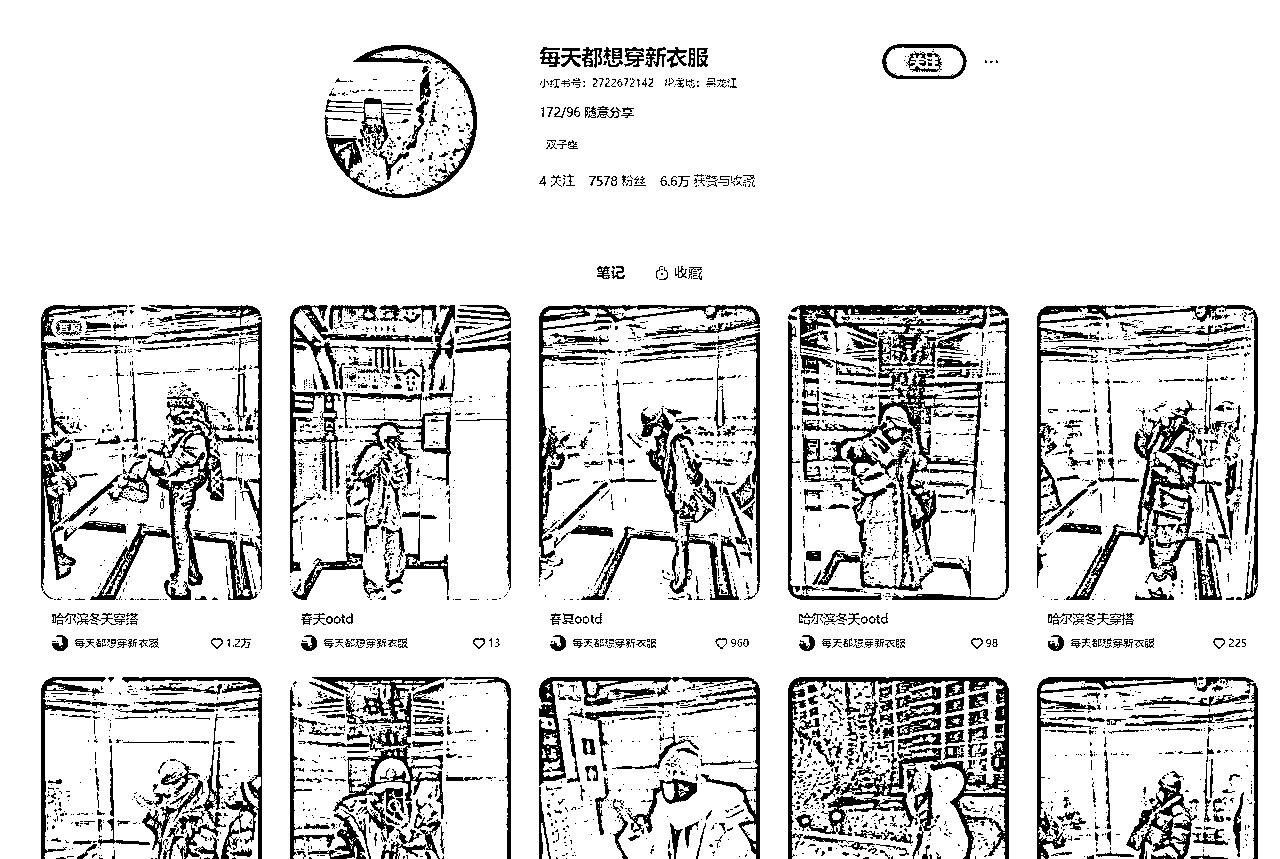 每天都想穿新衣服
关注
小红书号：2722672142 IP属地：黑龙江
172/96 随意分享
双子座
4 关注 7578 粉丝 6.6万 获赞与收藏
笔记 收藏
置顶
哈尔滨冬天穿搭
每天都想穿新衣服 1.2万
春天ootd
每天都想穿新衣服 13
春夏ootd
每天都想穿新衣服 960
哈尔滨冬天ootd
每天都想穿新衣服 98
哈尔滨冬天穿搭
每天都想穿新衣服 225